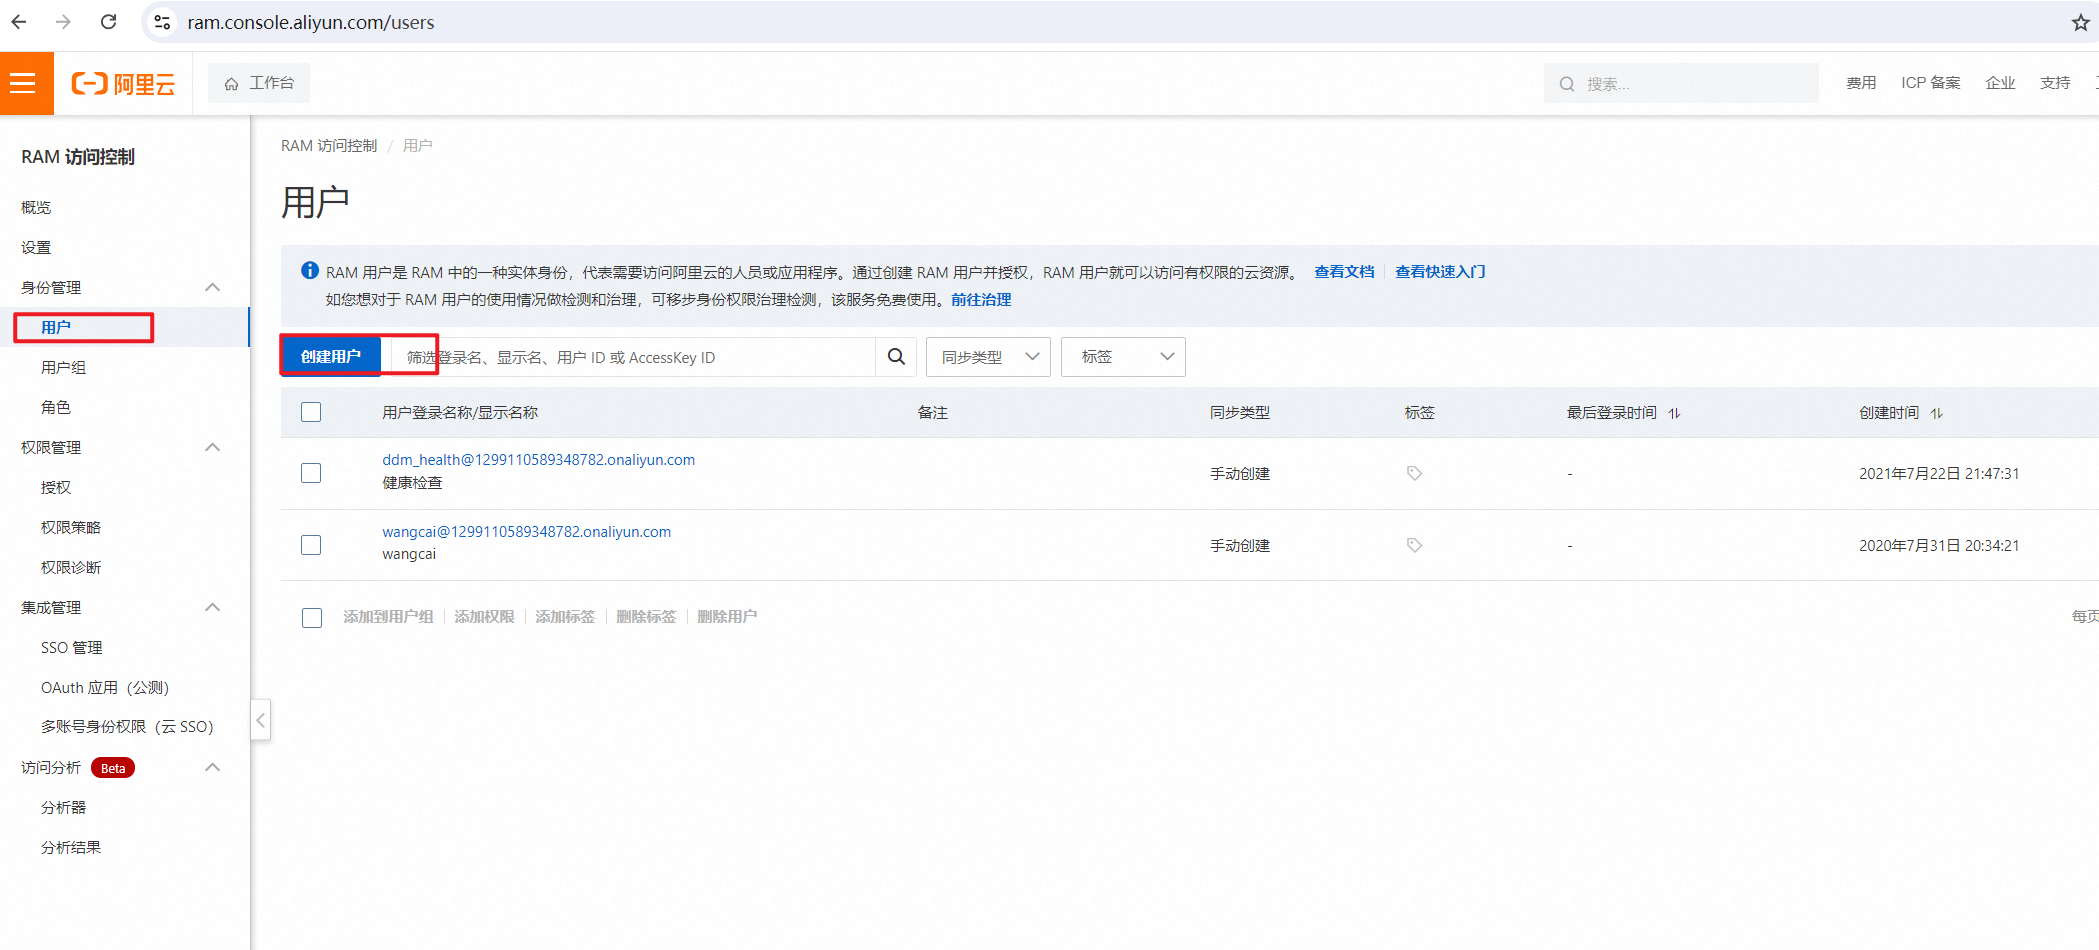 ram.console.aliyun.com/users
阿里云
工作台
搜索...
费用
ICP 备案
企业
支持
RAM 访问控制
概览
设置
身份管理
用户
用户组
角色
权限管理
授权
权限策略
权限诊断
集成管理
SSO 管理
OAuth 应用（公测）
多账号身份权限（云 SSO）
访问分析 Beta
分析器
分析结果
RAM 访问控制 / 用户
用户
RAM 用户是 RAM 中的一种实体身份，代表需要访问阿里云的人员或应用程序。通过创建 RAM 用户并授权，RAM 用户就可以访问有权限的云资源。 查看文档 查看快速入门
如您想对于 RAM 用户的使用情况做检测和治理，可移步身份权限治理检测，该服务免费使用。前往治理
创建用户 筛选登录名、显示名、用户 ID 或 AccessKey ID 同步类型 标签
用户登录名称/显示名称 备注 同步类型 标签 最后登录时间 创建时间
ddm_health@1299110589348782.onaliyun.com
健康检查
手动创建 - 2021年7月22日 21:47:31
wangcai@1299110589348782.onaliyun.com
wangcai
手动创建 - 2020年7月31日 20:34:21
添加到用户组 添加权限 添加标签 删除标签 删除用户
每页